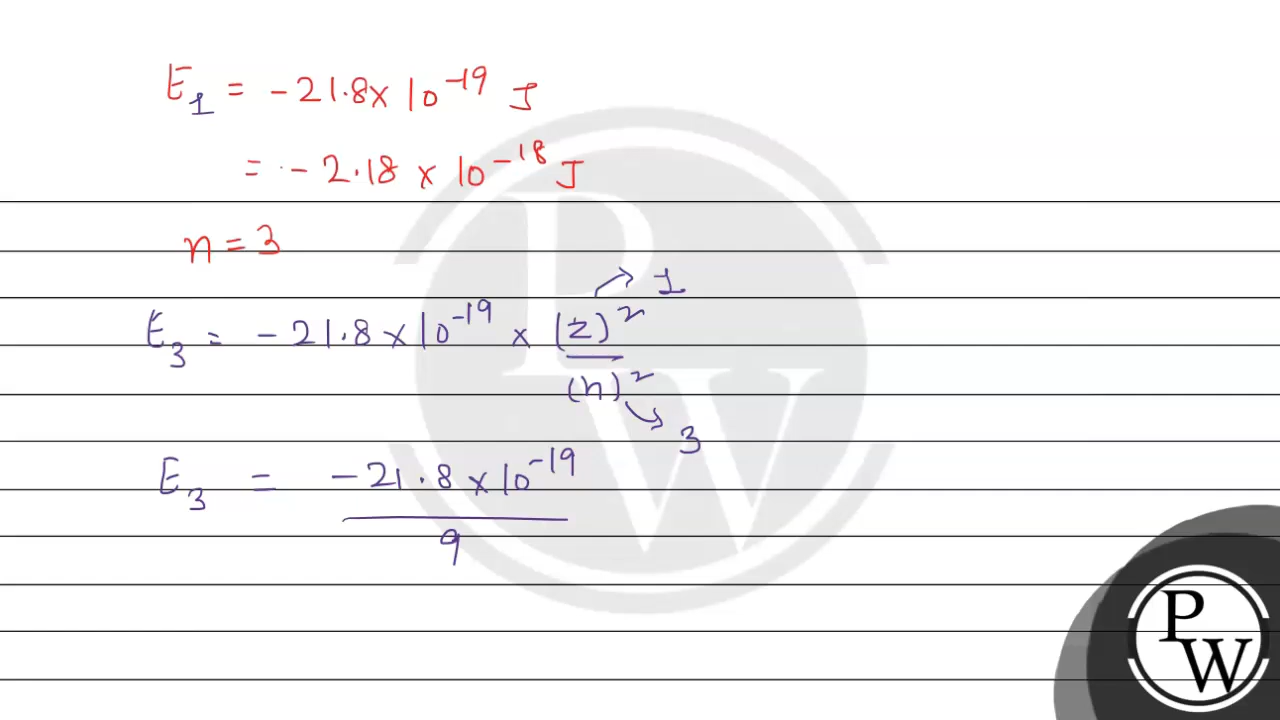 E₁ = -21.8 × 10⁻¹⁹ J
= - 2.18 × 10⁻¹⁸ J
n = 3
→ 1
E₃ = - 21.8 × 10⁻¹⁹ × (z)²
(n)²
→ 3
E₃ = -21.8 × 10⁻¹⁹
9
PW
PW